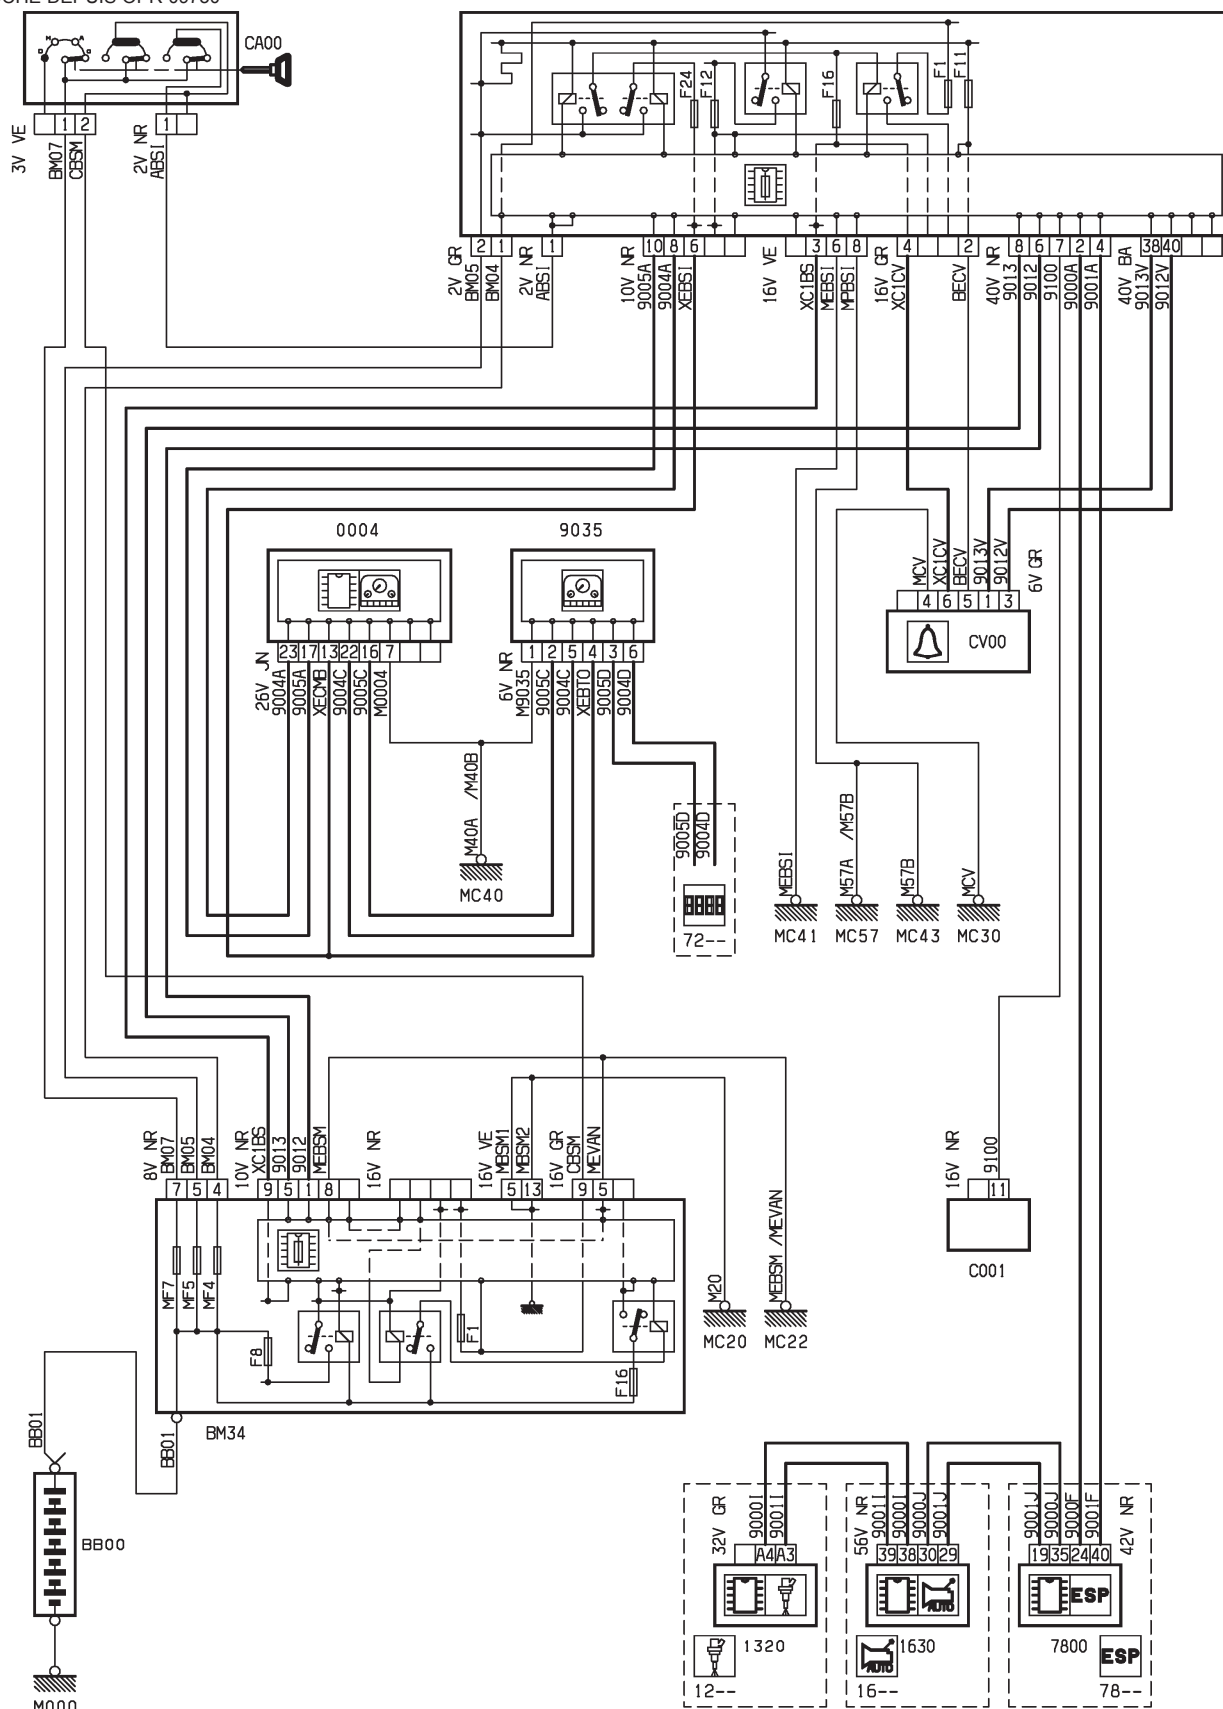 CA00
M
A
1
2
1
3V VE
BM07
CBSM
2V NR
ABSI
F24
F12
F16
F1
F11
2
1
1
10
8
6
3
6
8
4
2
8
6
7
2
4
38
40
2V GR
BM05
BM04
2V NR
ABSI
10V NR
9005A
9004A
XEBSI
16V VE
XC1BS
MEBSI
MPBSI
16V GR
XC1CV
BECV
40V NR
9013
9012
9100
9000A
9001A
40V BA
9013V
9012V
0004
9035
23
17
13
22
16
7
1
2
5
4
3
6
26V JN
9004A
9005A
XECMB
9004C
9005C
M0004
6V NR
M9035
9005C
9004C
XEBTO
9005D
9004D
MCV
XC1CV
BECV
9013V
9012V
6V GR
4
6
5
1
3
CV00
M40A /M40B
MC40
9005D
9004D
72--
MEBSI
M57A /M57B
M57B
MCV
MC41
MC57
MC43
MC30
8V NR
BM07
BM05
BM04
10V NR
XC1BS
9013
9012
MEBSM
16V NR
16V VE
MBSM1
MBSM2
16V GR
CBSM
MEVAN
7
5
4
9
5
1
8
5
13
9
5
MF7
MF5
MF4
F8
F1
F16
BM34
M20
MEBSM /MEVAN
MC20
MC22
16V NR
9100
11
C001
BB01
BB01
BB00
M000
32V GR
9000I
9001I
A4
A3
1320
12--
56V NR
9001I
9000I
9000J
9001J
39
38
30
29
AUTO
AUTO
1630
16--
9001J
9000J
9000F
9001F
42V NR
19
35
24
40
ESP
7800
ESP
78--